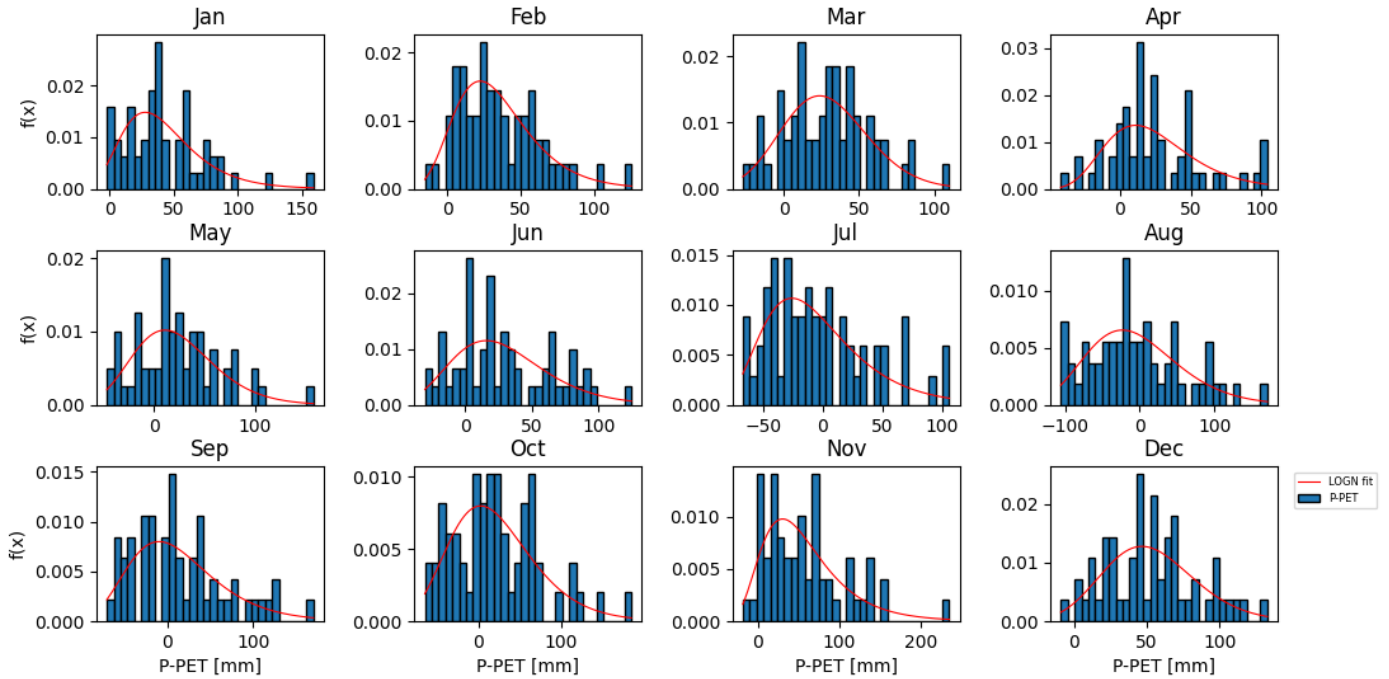 Jan Feb Mar Apr
f(x)
0.02
0.01
0.00
0 50 100 150
0.02
0.01
0.00
0 50 100
0.02
0.01
0.00
0 50 100
0.03
0.02
0.01
0.00
0 50 100
May Jun Jul Aug
f(x)
0.02
0.01
0.00
0 100
0.02
0.01
0.00
0 50 100
0.015
0.010
0.005
0.000
−50 0 50 100
0.010
0.005
0.000
−100 0 100
Sep Oct Nov Dec
f(x)
0.015
0.010
0.005
0.000
0 100
P-PET [mm]
0.010
0.005
0.000
0 100
P-PET [mm]
0.010
0.005
0.000
0 100 200
P-PET [mm]
0.02
0.01
0.00
0 50 100
P-PET [mm]
LOGN fit
P-PET